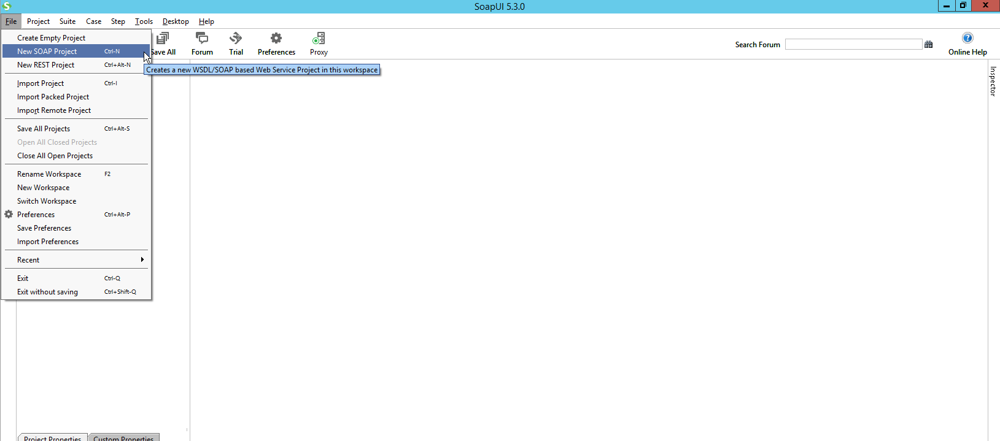 SoapUI 5.3.0
File Project Suite Case Step Tools Desktop Help
Save All Forum Trial Preferences Proxy
Search Forum
Online Help
Create Empty Project
New SOAP Project Ctrl-N
New REST Project Ctrl+Alt-N
Creates a new WSDL/SOAP based Web Service Project in this workspace
Import Project Ctrl-I
Import Packed Project
Import Remote Project
Save All Projects Ctrl+Alt-S
Open All Closed Projects
Close All Open Projects
Rename Workspace F2
New Workspace
Switch Workspace
Preferences Ctrl+Alt-P
Save Preferences
Import Preferences
Recent
Exit Ctrl-Q
Exit without saving Ctrl+Shift-Q
Inspector
Project Properties Custom Properties